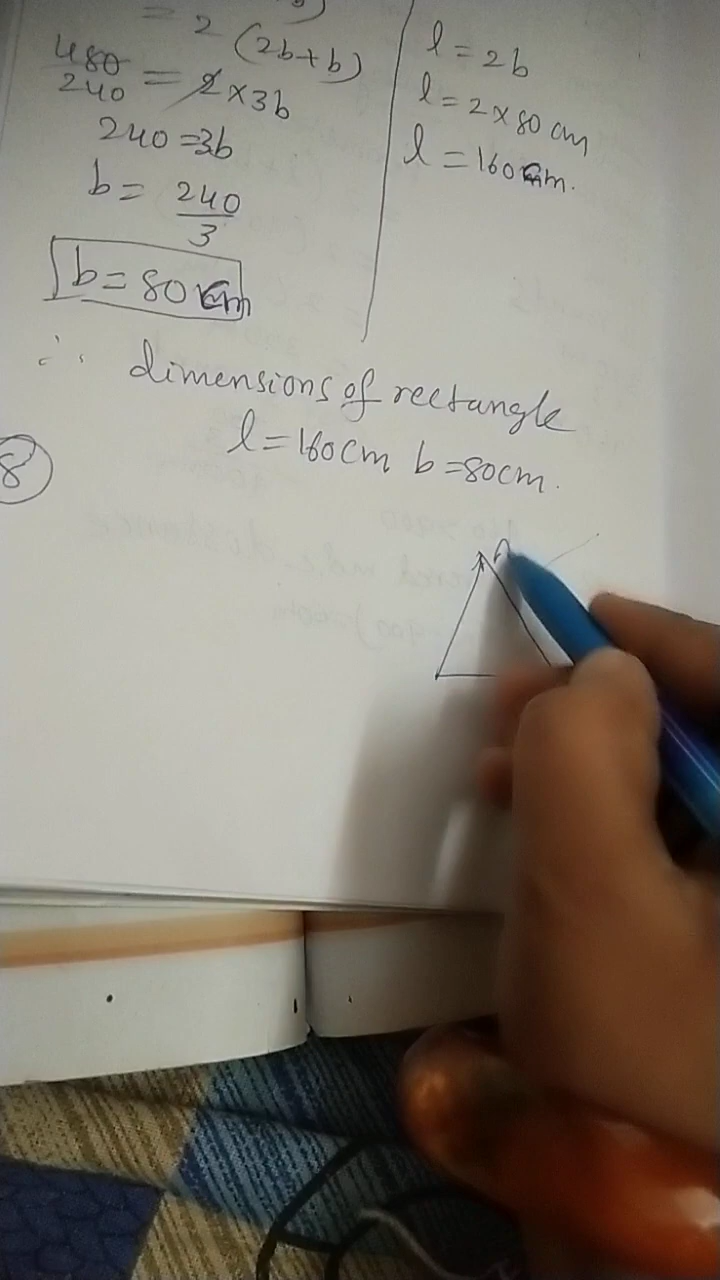 = 2 (2b+b)
480/240 = 2 × 3b
240 = 3b
b = 240/3
b = 80 cm
l = 2b
l = 2 × 80 cm
l = 160 cm.
∴ dimensions of rectangle
l = 160 cm b = 80 cm.
8